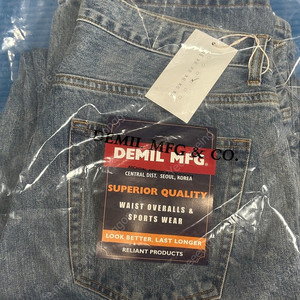 DEMIL MFG & CO.
DEMIL MFG.
CENTRAL DIST. SEOUL, KOREA
SUPERIOR QUALITY
WAIST OVERALLS &
SPORTS WEAR
LOOK BETTER, LAST LONGER
RELIANT PRODUCTS